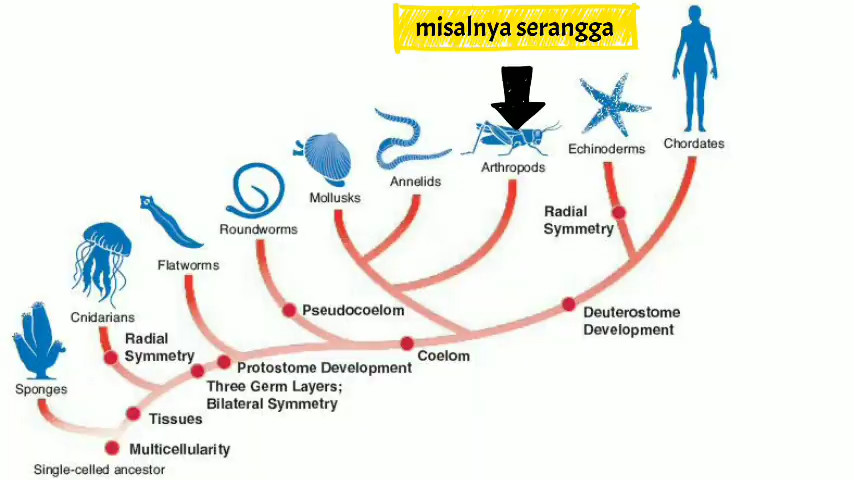 misalnya serangga
Chordates
Echinoderms
Arthropods
Annelids
Mollusks
Roundworms
Flatworms
Cnidarians
Sponges
Radial
Symmetry
Pseudocoelom
Deuterostome
Development
Coelom
Radial
Symmetry
Protostome Development
Three Germ Layers;
Bilateral Symmetry
Tissues
Multicellularity
Single-celled ancestor